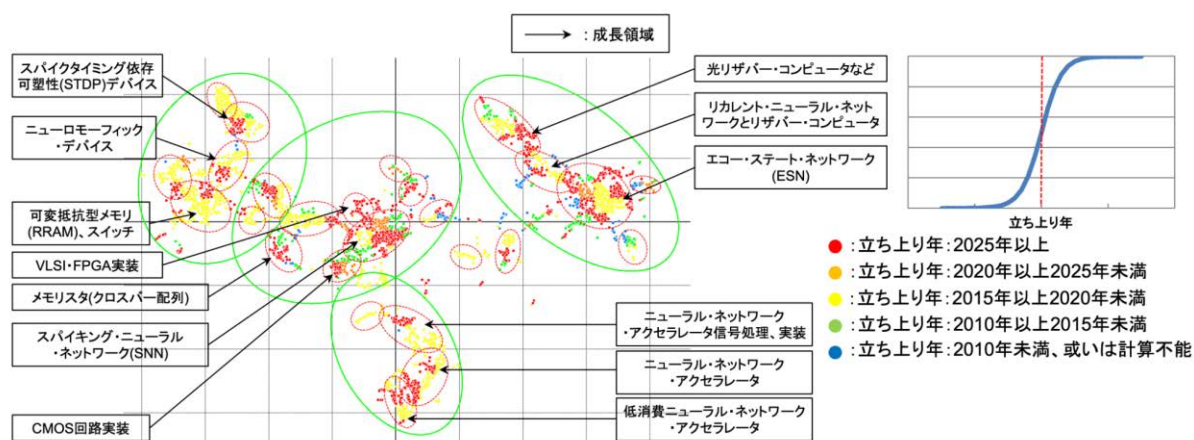 ：成長領域
スパイクタイミング依存
可塑性(STDP)デバイス
ニューロモーフィック
・デバイス
可変抵抗型メモリ
(RRAM)、スイッチ
VLSI・FPGA実装
メモリスタ(クロスバー配列)
スパイキング・ニューラル
・ネットワーク(SNN)
CMOS回路実装
光リザバー・コンピュータなど
リカレント・ニューラル・ネット
ワークとリザバー・コンピュータ
エコー・ステート・ネットワーク
(ESN)
ニューラル・ネットワーク
・アクセラレータ信号処理、実装
ニューラル・ネットワーク
・アクセラレータ
低消費ニューラル・ネットワーク
・アクセラレータ
立ち上り年
：立ち上り年：2025年以上
：立ち上り年：2020年以上2025年未満
：立ち上り年：2015年以上2020年未満
：立ち上り年：2010年以上2015年未満
：立ち上り年：2010年未満、或いは計算不能